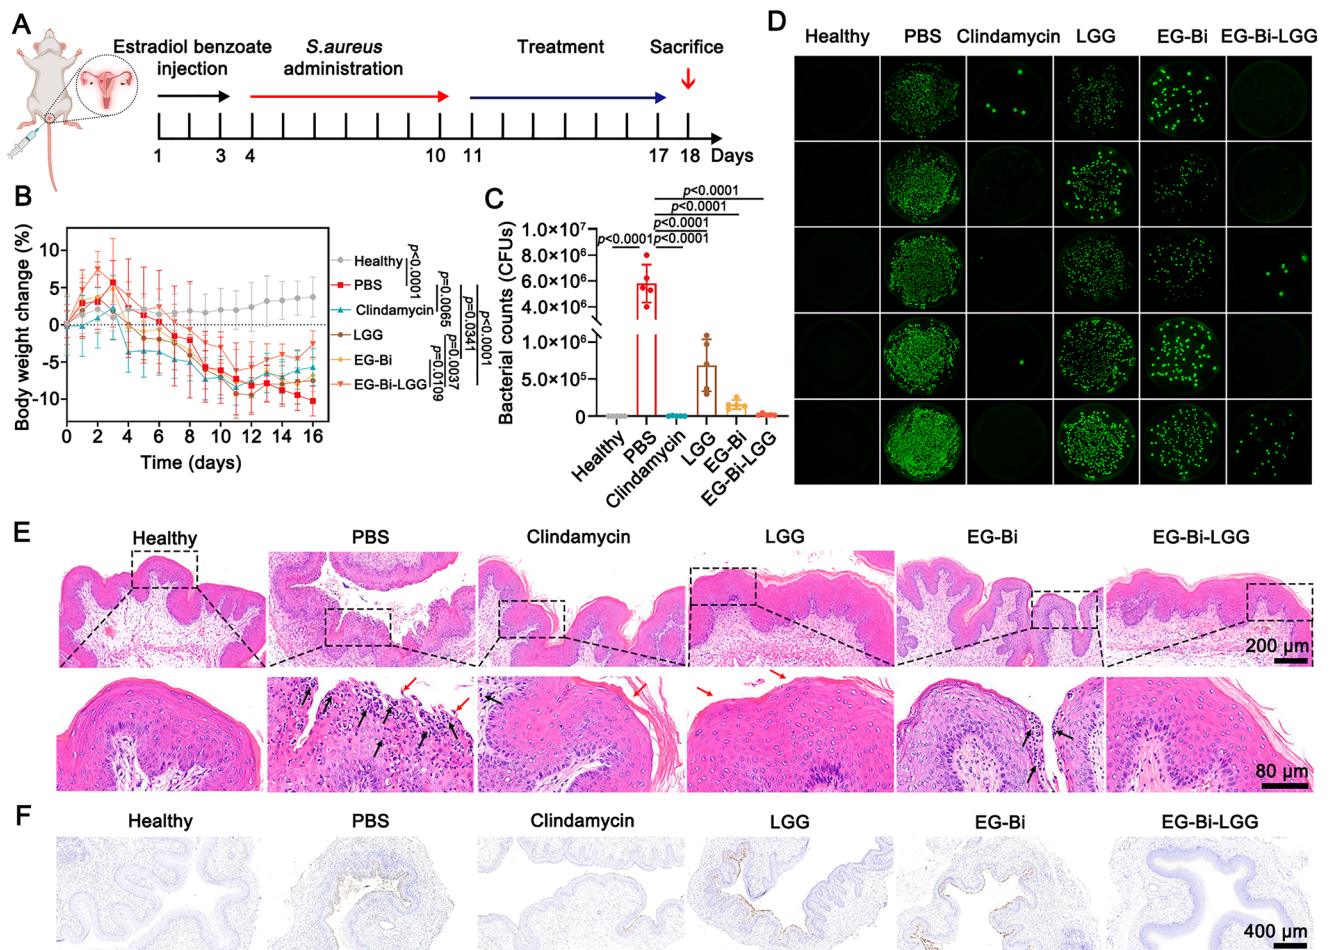 A
Estradiol benzoate
injection
S.aureus
administration
Treatment
Sacrifice
1 3 4 10 11 17 18 Days
B
Body weight change (%)
10
5
0
-5
-10
0 2 4 6 8 10 12 14 16
Time (days)
Healthy
PBS
Clindamycin
LGG
EG-Bi
EG-Bi-LGG
p<0.0001
p=0.0065
p=0.0341
p<0.0001
p=0.0037
p=0.0109
C
Bacterial counts (CFUs)
p<0.0001
p<0.0001
p<0.0001
p<0.0001 p<0.0001
1.0×10⁷
8.0×10⁶
6.0×10⁶
4.0×10⁶
1.0×10⁶
5.0×10⁵
0
Healthy
PBS
Clindamycin
LGG
EG-Bi
EG-Bi-LGG
D
Healthy PBS Clindamycin LGG EG-Bi EG-Bi-LGG
E
Healthy PBS Clindamycin LGG EG-Bi EG-Bi-LGG
200 μm
80 μm
F
Healthy PBS Clindamycin LGG EG-Bi EG-Bi-LGG
400 μm